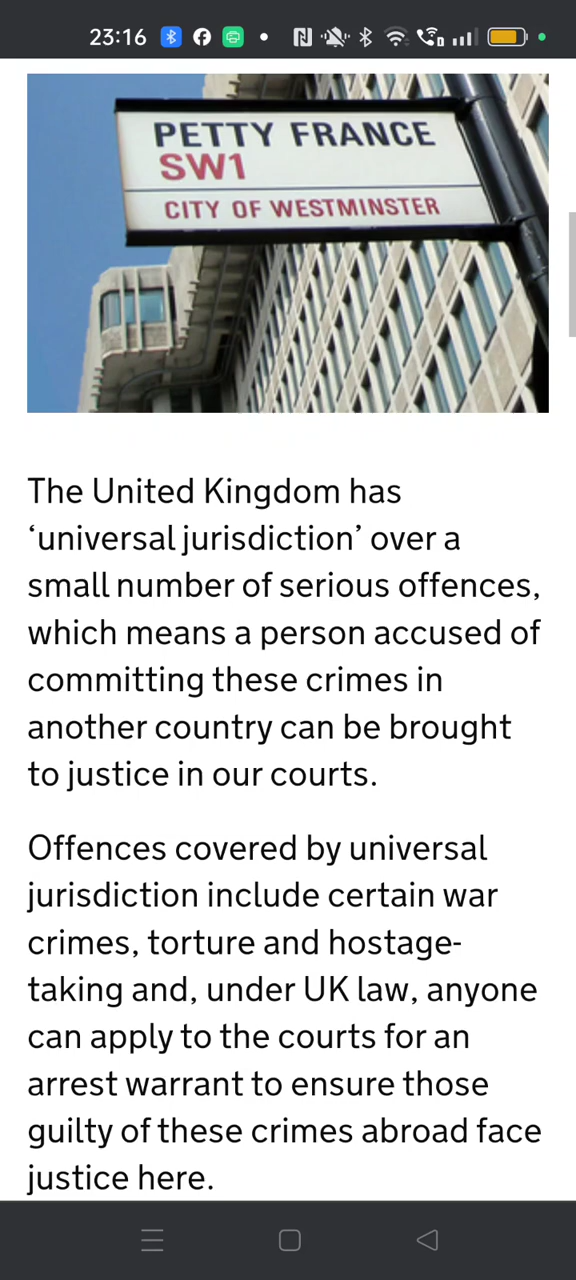 23:16
PETTY FRANCE
SW1
CITY OF WESTMINSTER
The United Kingdom has
‘universal jurisdiction’ over a
small number of serious offences,
which means a person accused of
committing these crimes in
another country can be brought
to justice in our courts.
Offences covered by universal
jurisdiction include certain war
crimes, torture and hostage-
taking and, under UK law, anyone
can apply to the courts for an
arrest warrant to ensure those
guilty of these crimes abroad face
justice here.